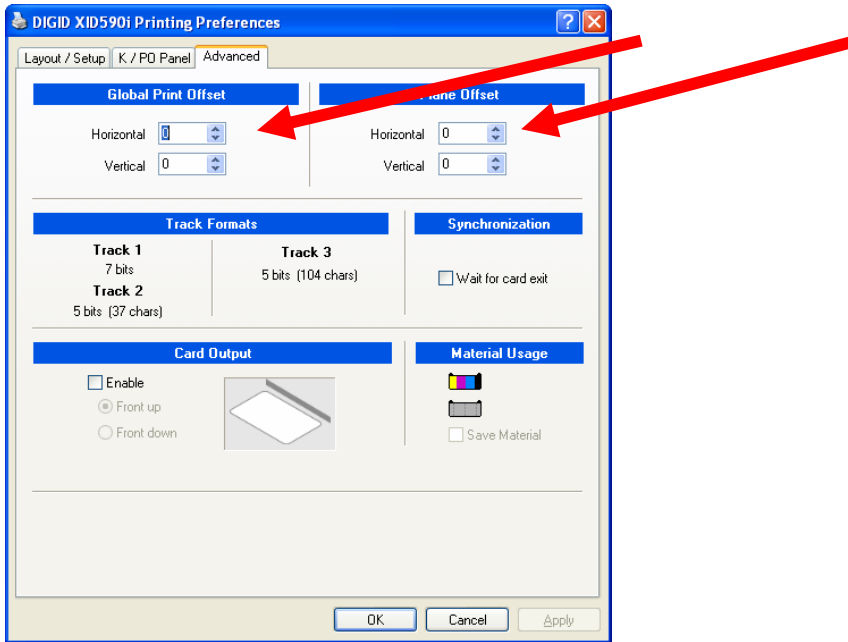 DIGID XID590i Printing Preferences
Layout / Setup K / PO Panel Advanced
Global Print Offset
Horizontal 0
Vertical 0
Offset
Horizontal 0
Vertical 0
Track Formats
Track 1
7 bits
Track 2
5 bits (37 chars)
Track 3
5 bits (104 chars)
Synchronization
Wait for card exit
Card Output
Enable
Front up
Front down
Material Usage
Save Material
OK Cancel Apply